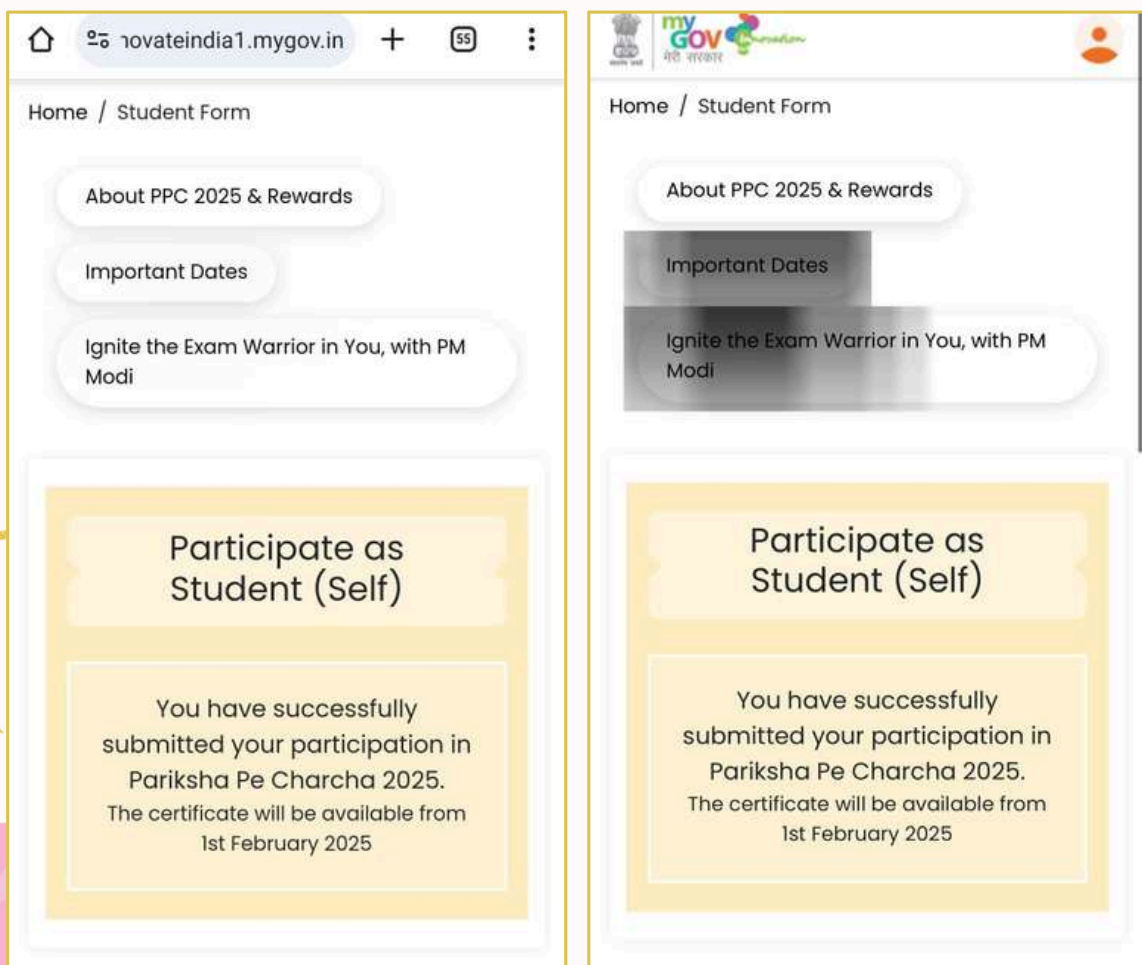 novateindia1.mygov.in
55
Home / Student Form
About PPC 2025 & Rewards
Important Dates
Ignite the Exam Warrior in You, with PM
Modi
Participate as
Student (Self)
You have successfully
submitted your participation in
Pariksha Pe Charcha 2025.
The certificate will be available from
1st February 2025
my
GOV Innovation
मेरी सरकार
Home / Student Form
About PPC 2025 & Rewards
Important Dates
Ignite the Exam Warrior in You, with PM
Modi
Participate as
Student (Self)
You have successfully
submitted your participation in
Pariksha Pe Charcha 2025.
The certificate will be available from
1st February 2025